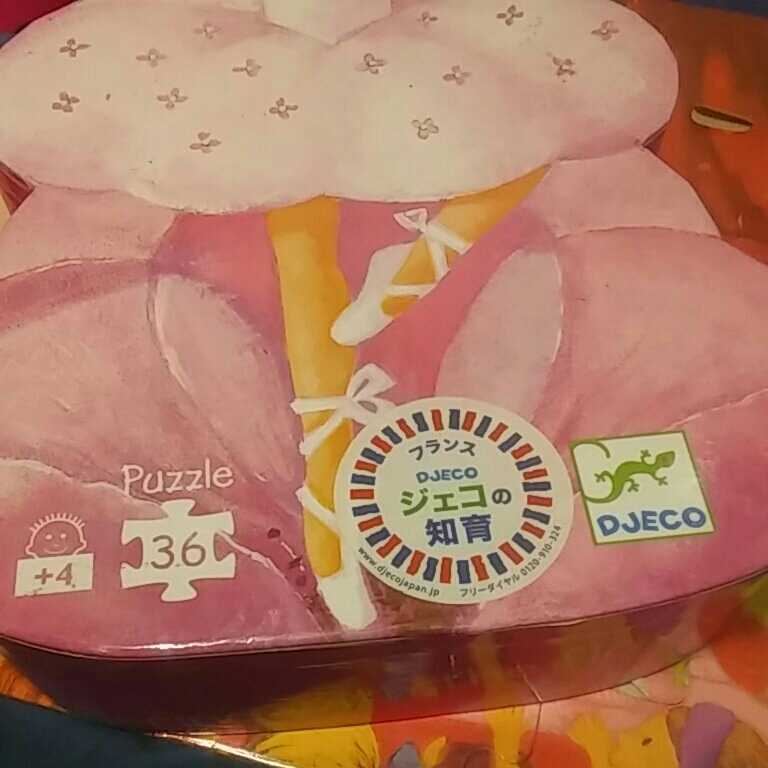 Puzzle
36
+4
フランス
DJECO
ジェコの
知育
www.djecojapan.jp
フリーダイヤル 0120-910-324
DJECO